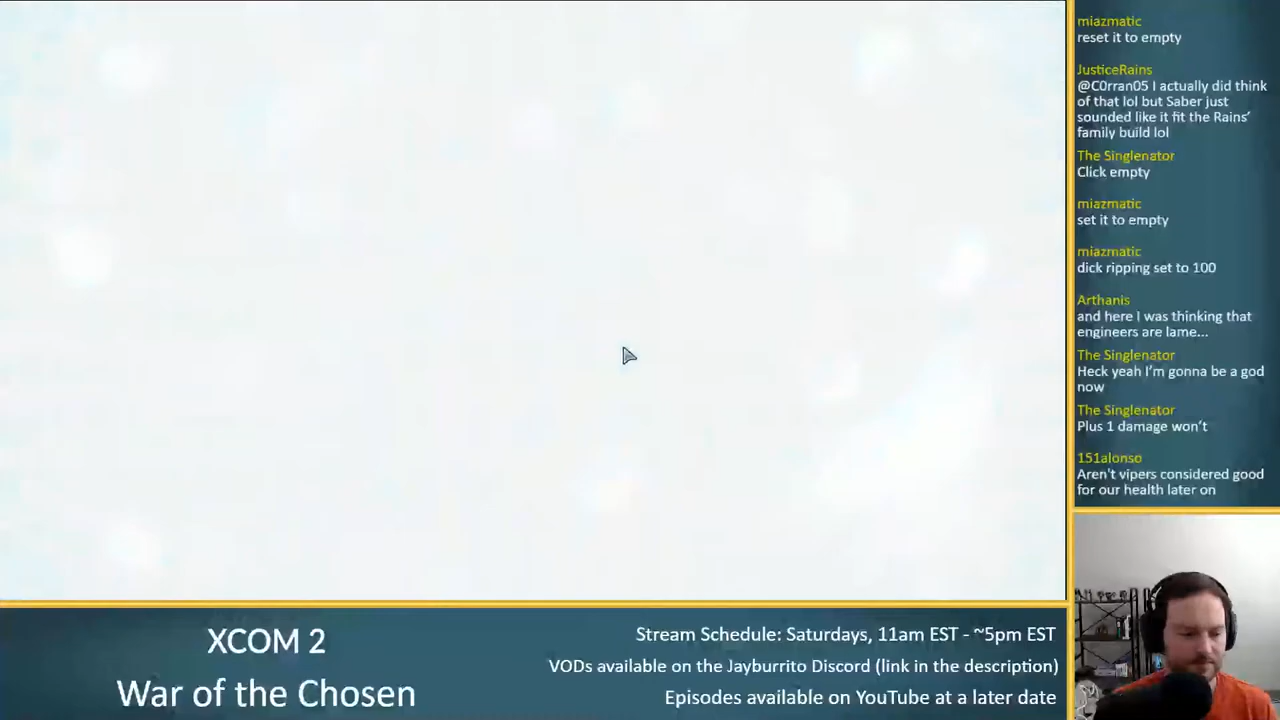 miazmatic
reset it to empty
JusticeRains
@C0rran05 I actually did think
of that lol but Saber just
sounded like it fit the Rains'
family build lol
The Singlenator
Click empty
miazmatic
set it to empty
miazmatic
dick ripping set to 100
Arthanis
and here I was thinking that
engineers are lame...
The Singlenator
Heck yeah I'm gonna be a god
now
The Singlenator
Plus 1 damage won't
151alonso
Aren't vipers considered good
for our health later on
XCOM 2
War of the Chosen
Stream Schedule: Saturdays, 11am EST - ~5pm EST
VODs available on the Jayburrito Discord (link in the description)
Episodes available on YouTube at a later date